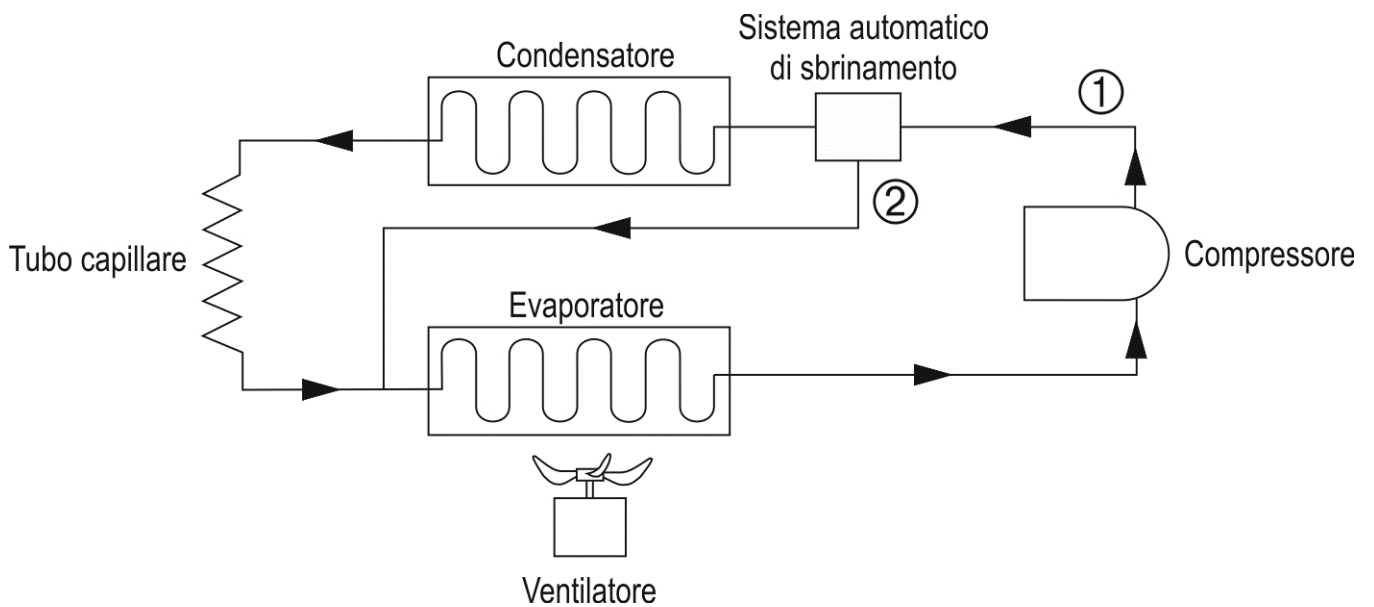 Sistema automatico
di sbrinamento
Condensatore
①
②
Tubo capillare
Compressore
Evaporatore
Ventilatore